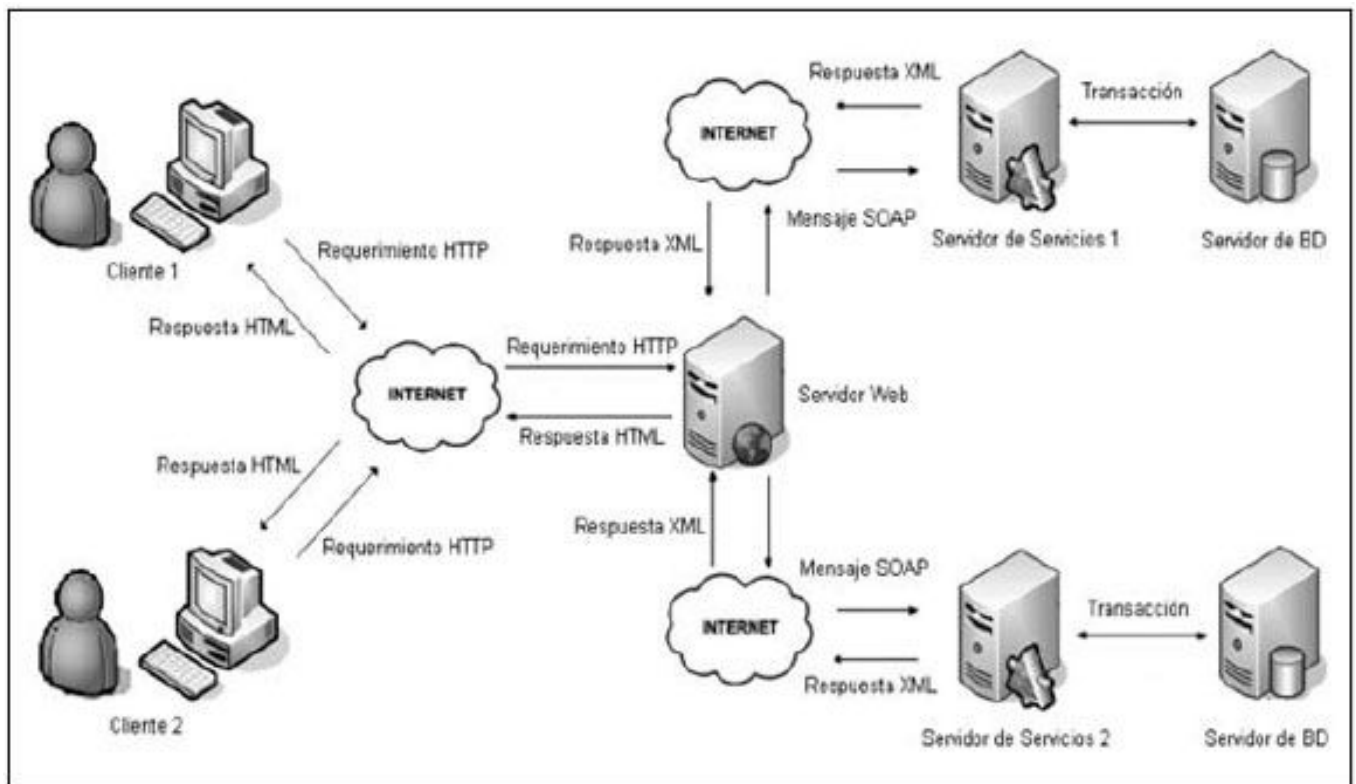 Respuesta XML
Transacción
INTERNET
Mensaje SOAP
Servidor de Servicios 1
Servidor de BD
Respuesta XML
Cliente 1
Requerimiento HTTP
Respuesta HTML
INTERNET
Requerimiento HTTP
Respuesta HTML
Servidor Web
Respuesta HTML
Requerimiento HTTP
Respuesta XML
Mensaje SOAP
INTERNET
Transacción
Respuesta XML
Cliente 2
Servidor de Servicios 2
Servidor de BD